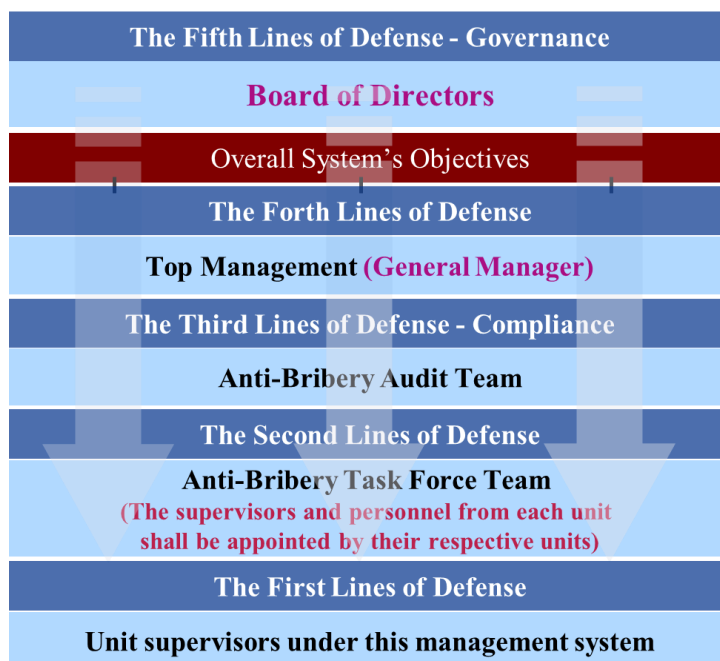 The Fifth Lines of Defense - Governance
Board of Directors
Overall System's Objectives
The Forth Lines of Defense
Top Management (General Manager)
The Third Lines of Defense - Compliance
Anti-Bribery Audit Team
The Second Lines of Defense
Anti-Bribery Task Force Team
(The supervisors and personnel from each unit
shall be appointed by their respective units)
The First Lines of Defense
Unit supervisors under this management system